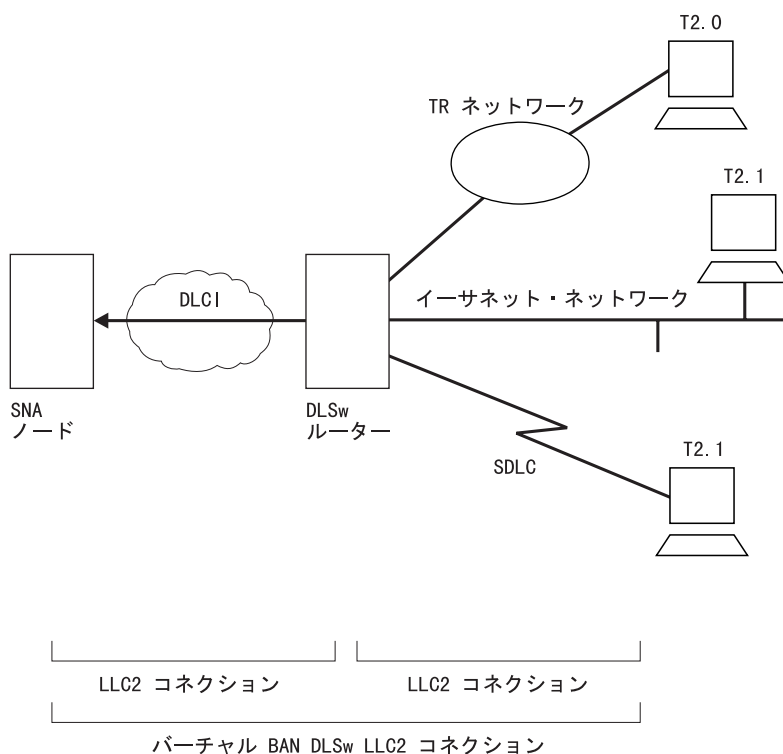 T2.0
TR ネットワーク
T2.1
DLCI
イーサネット・ネットワーク
SNA
ノード
DLSw
ルーター
SDLC
T2.1
LLC2 コネクション
LLC2 コネクション
バーチャル BAN DLSw LLC2 コネクション